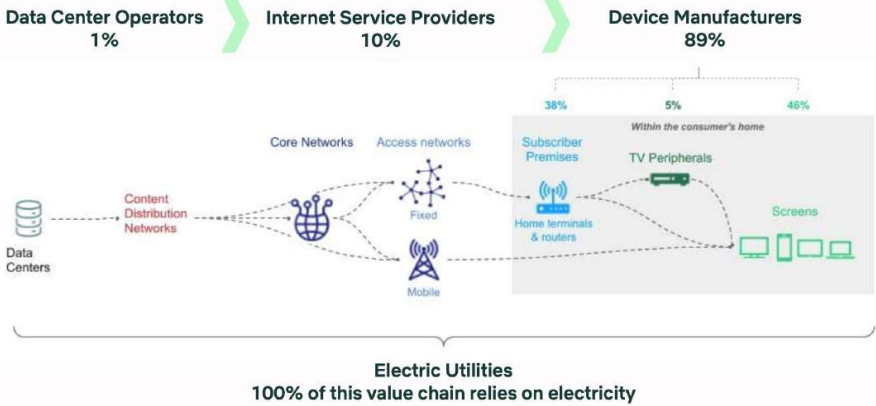 Data Center Operators
1%
Internet Service Providers
10%
Device Manufacturers
89%
38%
5%
46%
Within the consumer's home
Core Networks
Access networks
Subscriber
Premises
TV Peripherals
Content
Distribution
Networks
Fixed
Home terminals
& routers
Screens
Data
Centers
Mobile
Electric Utilities
100% of this value chain relies on electricity